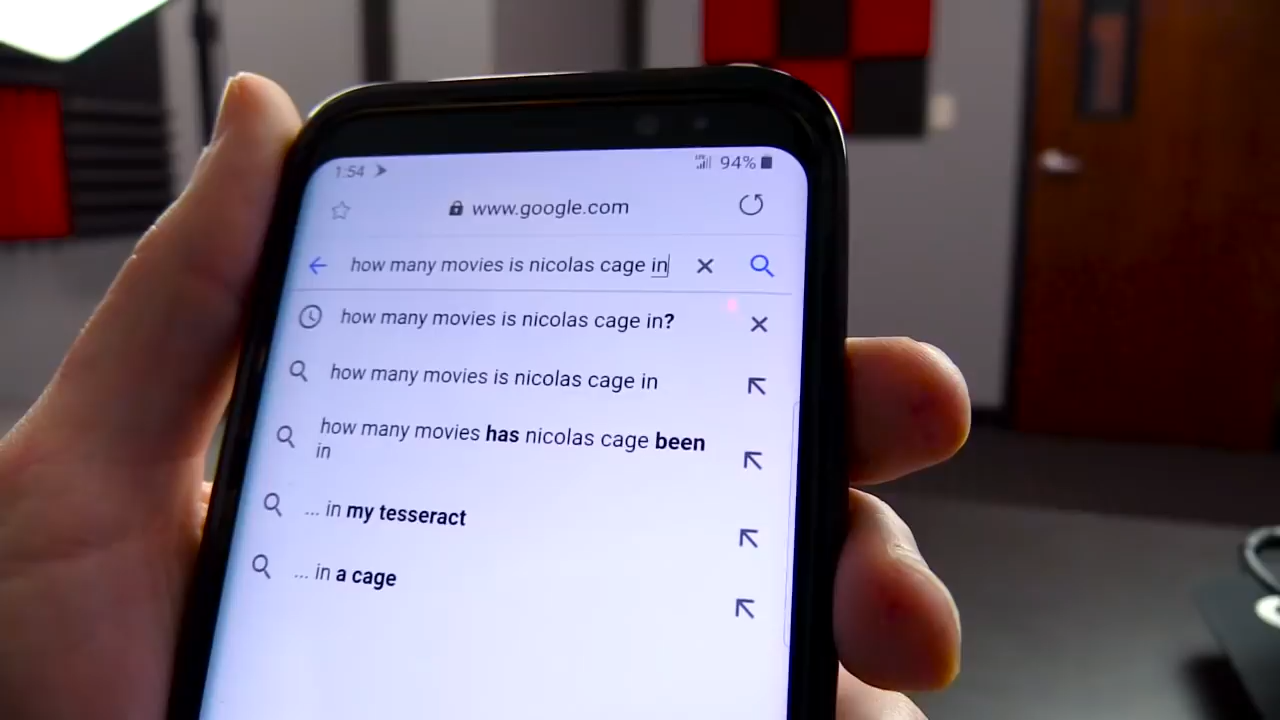 1:54 94%
www.google.com
how many movies is nicolas cage in
how many movies is nicolas cage in?
how many movies is nicolas cage in
how many movies has nicolas cage been
in
... in my tesseract
... in a cage